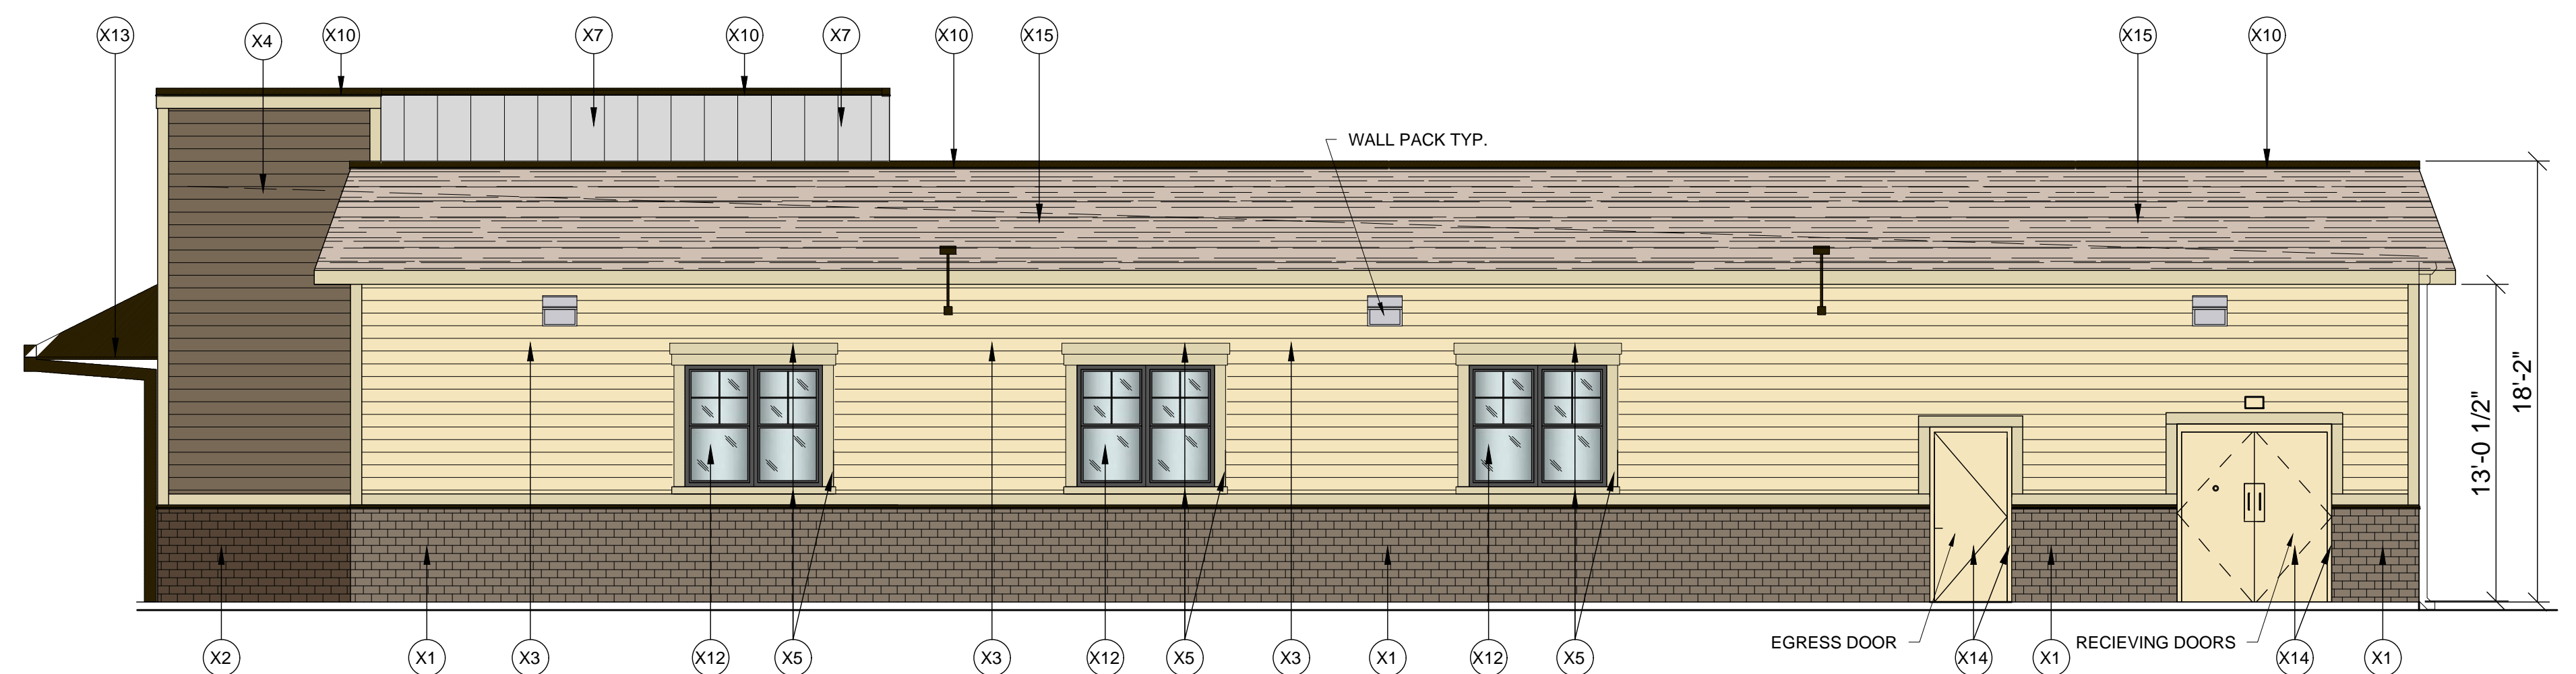 X13 X4 X10 X7 X10 X7 X10 X15 X15 X10
WALL PACK TYP.
18'-2"
13'-0 1/2"
EGRESS DOOR
RECIEVING DOORS
X2 X1 X3 X12 X5 X3 X12 X5 X3 X1 X12 X5 X14 X1 X14 X1